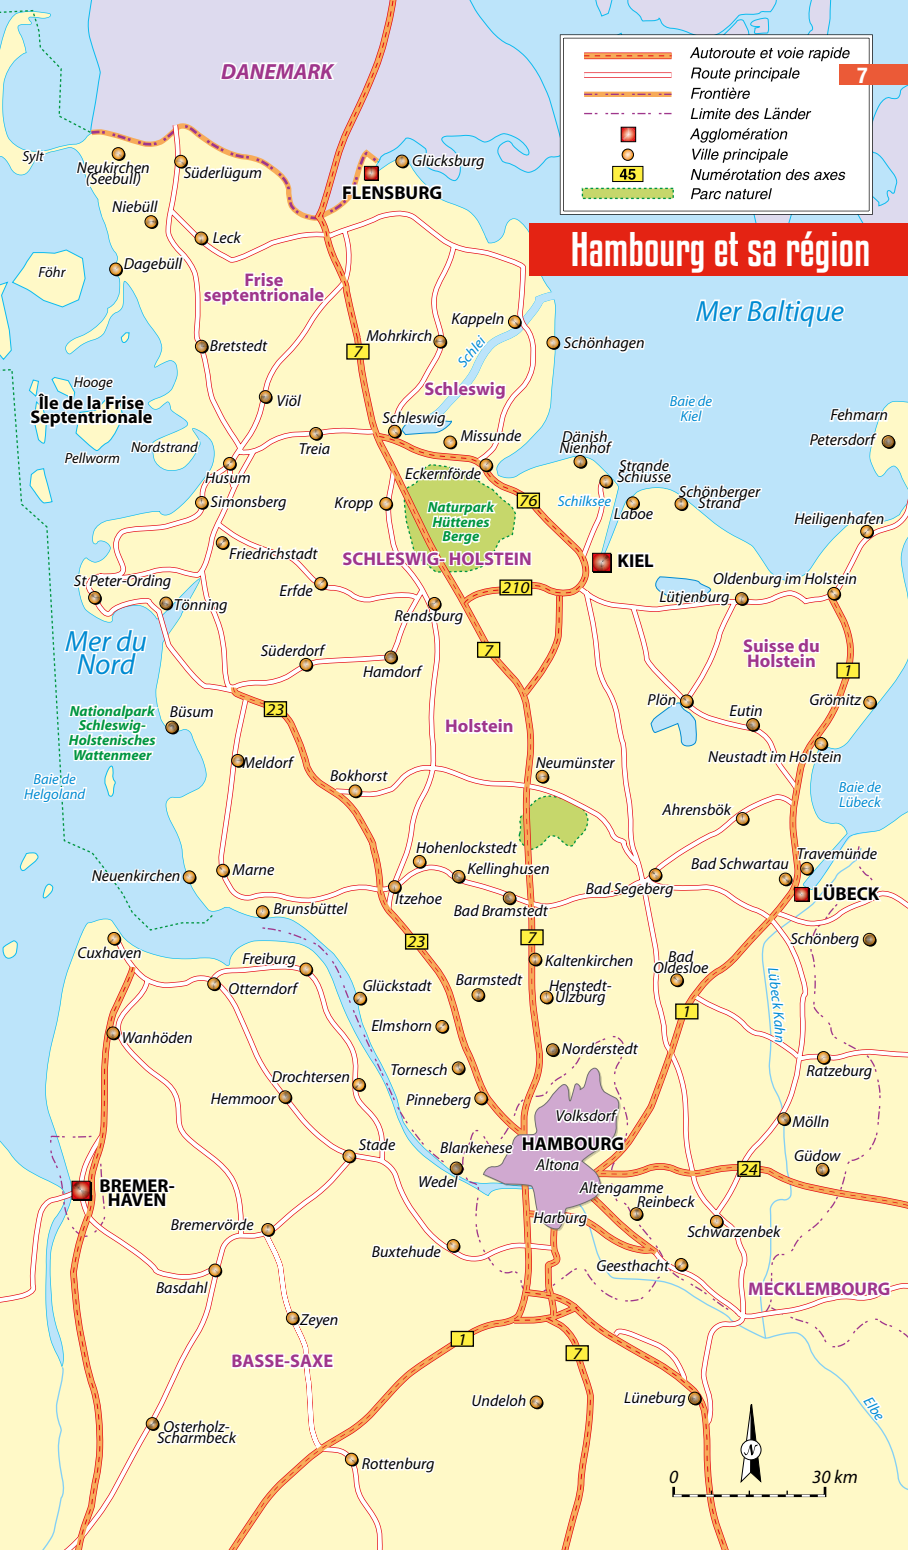 DANEMARK
Autoroute et voie rapide
Route principale
7
Frontière
Limite des Länder
Agglomération
Ville principale
45
Numérotation des axes
Parc naturel
Hambourg et sa région
Sylt
Neukirchen
(Seebüll)
Süderlügum
Glücksburg
FLENSBURG
Niebüll
Leck
Föhr
Dagebüll
Frise
septentrionale
Mer Baltique
Kappeln
Mohrkirch
Schlei
Schönhagen
Bretstedt
7
Hooge
Île de la Frise
Septentrionale
Viöl
Schleswig
Baie de
Kiel
Fehmarn
Petersdorf
Schleswig
Missunde
Treia
Nordstrand
Pellworm
Husum
Dänish
Nienhof
Strande
Schiusse
Eckernförde
Simonsberg
Kropp
Naturpark
Hüttenes
Berge
76
Schilksee
Laboe
Schönberger
Strand
Heiligenhafen
Friedrichstadt
SCHLESWIG-HOLSTEIN
KIEL
St Peter-Ording
Tönning
Erfde
210
Rendsburg
Oldenburg im Holstein
Lütjenburg
Mer du
Nord
Süderdorf
Hamdorf
7
Suisse du
Holstein
1
Nationalpark
Schleswig-
Holstenisches
Wattenmeer
Büsum
23
Holstein
Plön
Eutin
Grömitz
Neustadt im Holstein
Meldorf
Bokhorst
Neumünster
Baie de
Helgoland
Baie de
Lübeck
Ahrensbök
Hohenlockstedt
Kellinghusen
Travemünde
Bad Schwartau
Neuenkirchen
Marne
Itzehoe
Bad Segeberg
LÜBECK
Brunsbüttel
Bad Bramstedt
23
7
Schönberg
Cuxhaven
Freiburg
Otterndorf
Glückstadt
Barmstedt
Kaltenkirchen
Henstedt-
Ulzburg
Bad
Oldesloe
1
Lübeck Kahn
Wanhöden
Elmshorn
Norderstedt
Drochtersen
Tornesch
Ratzeburg
Hemmoor
Pinneberg
Volksdorf
Mölln
Stade
Blankenese
HAMBOURG
Altona
Wedel
24
Güdow
BREMER-
HAVEN
Altengamme
Reinbeck
Harburg
Schwarzenbek
Bremervörde
Buxtehude
Geesthacht
Basdahl
MECKLEMBOURG
Zeyen
1
7
BASSE-SAXE
Undeloh
Lüneburg
Elbe
Osterholz-
Scharmbeck
Rottenburg
N
0
30 km